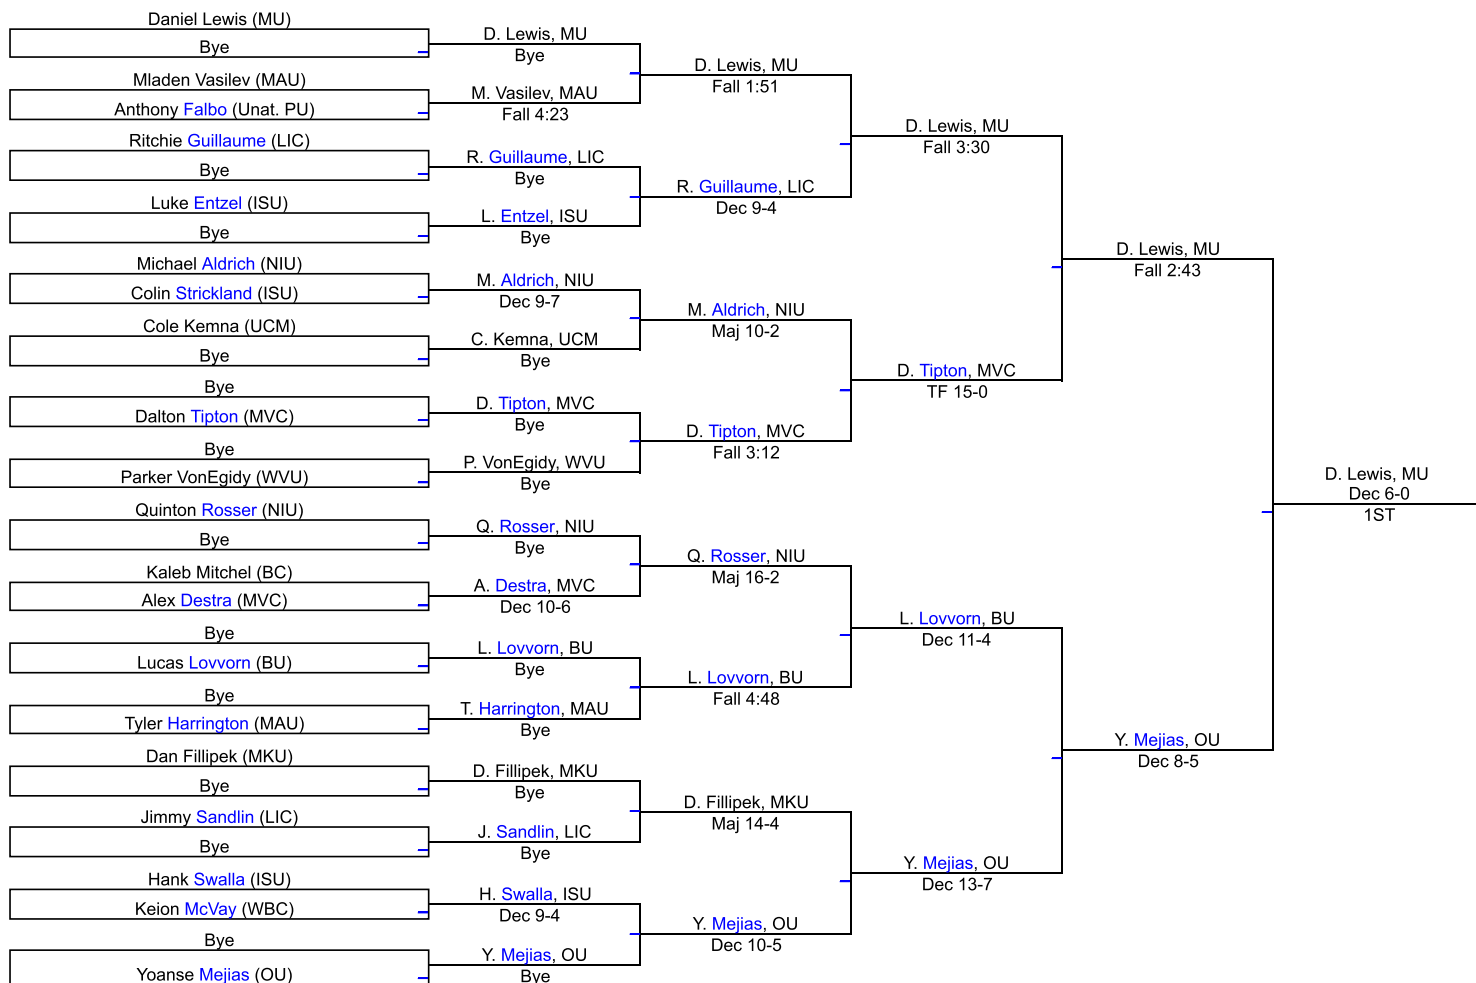 Daniel Lewis (MU)
Bye
Mladen Vasilev (MAU)
Anthony Falbo (Unat. PU)
Ritchie Guillaume (LIC)
Bye
Luke Entzel (ISU)
Bye
Michael Aldrich (NIU)
Colin Strickland (ISU)
Cole Kemna (UCM)
Bye
Bye
Dalton Tipton (MVC)
Bye
Parker VonEgidy (WVU)
Quinton Rosser (NIU)
Bye
Kaleb Mitchel (BC)
Alex Destra (MVC)
Bye
Lucas Lovvorn (BU)
Bye
Tyler Harrington (MAU)
Dan Fillipek (MKU)
Bye
Jimmy Sandlin (LIC)
Bye
Hank Swalla (ISU)
Keion McVay (WBC)
Bye
Yoanse Mejias (OU)
D. Lewis, MU
Bye
M. Vasilev, MAU
Fall 4:23
R. Guillaume, LIC
Bye
L. Entzel, ISU
Bye
M. Aldrich, NIU
Dec 9-7
C. Kemna, UCM
Bye
D. Tipton, MVC
Bye
P. VonEgidy, WVU
Bye
Q. Rosser, NIU
Bye
A. Destra, MVC
Dec 10-6
L. Lovvorn, BU
Bye
T. Harrington, MAU
Bye
D. Fillipek, MKU
Bye
J. Sandlin, LIC
Bye
H. Swalla, ISU
Dec 9-4
Y. Mejias, OU
Bye
D. Lewis, MU
Fall 1:51
R. Guillaume, LIC
Dec 9-4
M. Aldrich, NIU
Maj 10-2
D. Tipton, MVC
Fall 3:12
Q. Rosser, NIU
Maj 16-2
L. Lovvorn, BU
Fall 4:48
D. Fillipek, MKU
Maj 14-4
Y. Mejias, OU
Dec 10-5
D. Lewis, MU
Fall 3:30
D. Tipton, MVC
TF 15-0
L. Lovvorn, BU
Dec 11-4
Y. Mejias, OU
Dec 13-7
D. Lewis, MU
Fall 2:43
Y. Mejias, OU
Dec 8-5
D. Lewis, MU
Dec 6-0
1ST